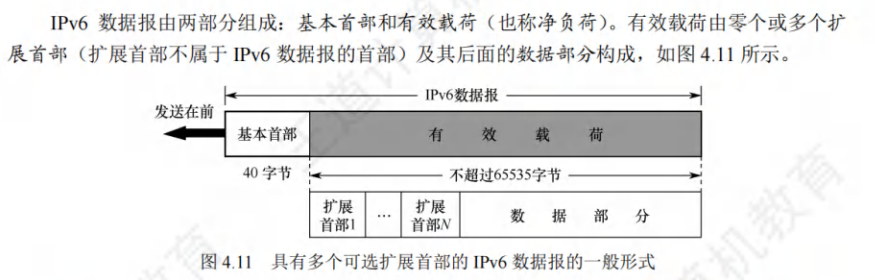 IPv6 数据报由两部分组成：基本首部和有效载荷（也称净负荷）。有效载荷由零个或多个扩
展首部（扩展首部不属于 IPv6 数据报的首部）及其后面的数据部分构成，如图 4.11 所示。
IPv6数据报
发送在前
基本首部
有 效 载 荷
40 字节
不超过65535字节
扩展
首部1
…
扩展
首部N
数 据 部 分
图 4.11 具有多个可选扩展首部的 IPv6 数据报的一般形式